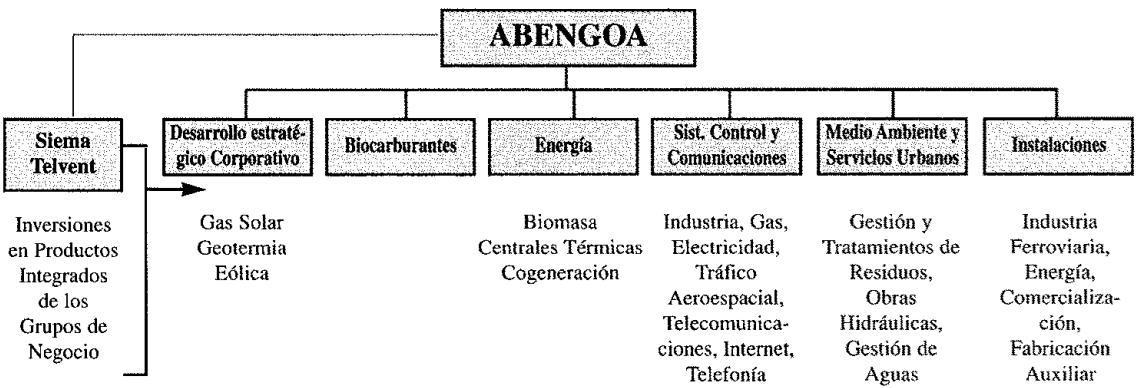 ABENGOA
Siema
Telvent
Inversiones
en Productos
Integrados
de los
Grupos de
Negocio
Desarrollo estraté-
gico Corporativo
Gas Solar
Geotermia
Eólica
Biocarburantes
Energía
Biomasa
Centrales Térmicas
Cogeneración
Sist. Control y
Comunicaciones
Industria, Gas,
Electricidad,
Tráfico
Aeroespacial,
Telecomunica-
ciones, Internet,
Telefonía
Medio Ambiente y
Servicios Urbanos
Gestión y
Tratamientos de
Residuos,
Obras
Hidráulicas,
Gestión de
Aguas
Instalaciones
Industria
Ferroviaria,
Energía,
Comercializa-
ción,
Fabricación
Auxiliar